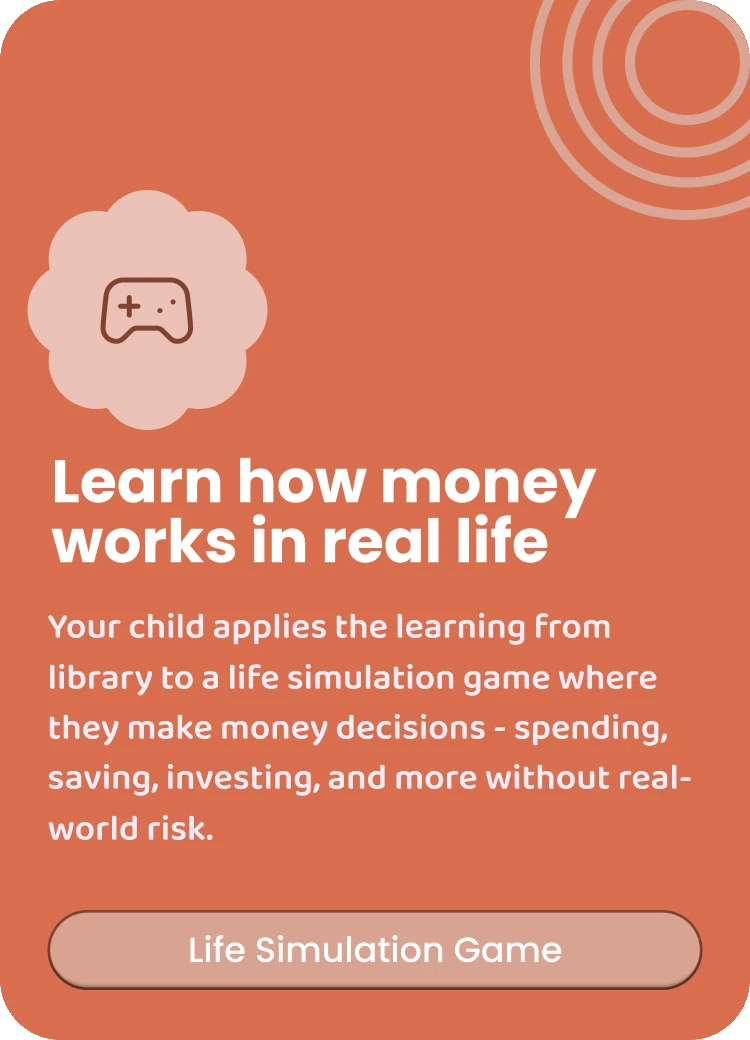 Learn how money
works in real life
Your child applies the learning from
library to a life simulation game where
they make money decisions - spending,
saving, investing, and more without real-
world risk.
Life Simulation Game